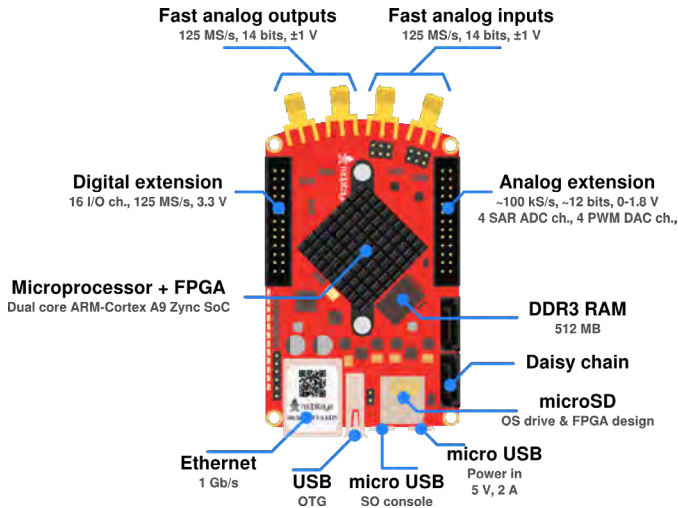 Fast analog outputs
125 MS/s, 14 bits, ±1 V
Fast analog inputs
125 MS/s, 14 bits, ±1 V
Digital extension
16 I/O ch., 125 MS/s, 3.3 V
Analog extension
~100 kS/s, ~12 bits, 0-1.8 V
4 SAR ADC ch., 4 PWM DAC ch.,
Microprocessor + FPGA
Dual core ARM-Cortex A9 Zync SoC
DDR3 RAM
512 MB
Daisy chain
microSD
OS drive & FPGA design
redpitaya
Ethernet
1 Gb/s
USB
OTG
micro USB
SO console
micro USB
Power in
5 V, 2 A